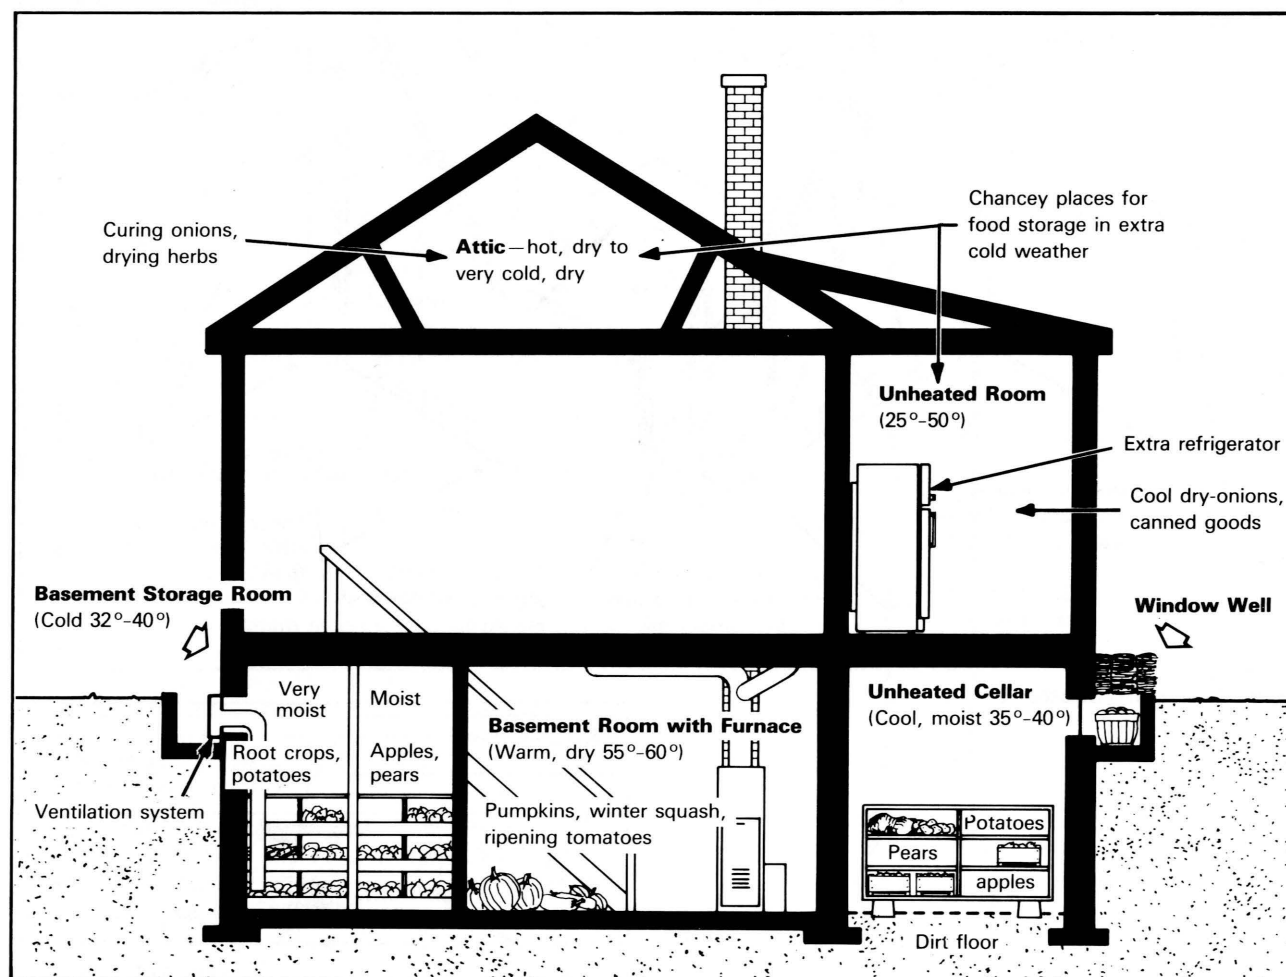 Curing onions,
drying herbs
Attic—hot, dry to
very cold, dry
Chancey places for
food storage in extra
cold weather
Unheated Room
(25°-50°)
Extra refrigerator
Cool dry-onions,
canned goods
Basement Storage Room
(Cold 32°-40°)
Window Well
Very
moist
Root crops,
potatoes
Moist
Apples,
pears
Ventilation system
Basement Room with Furnace
(Warm, dry 55°-60°)
Pumpkins, winter squash,
ripening tomatoes
Unheated Cellar
(Cool, moist 35°-40°)
Potatoes
Pears
apples
Dirt floor